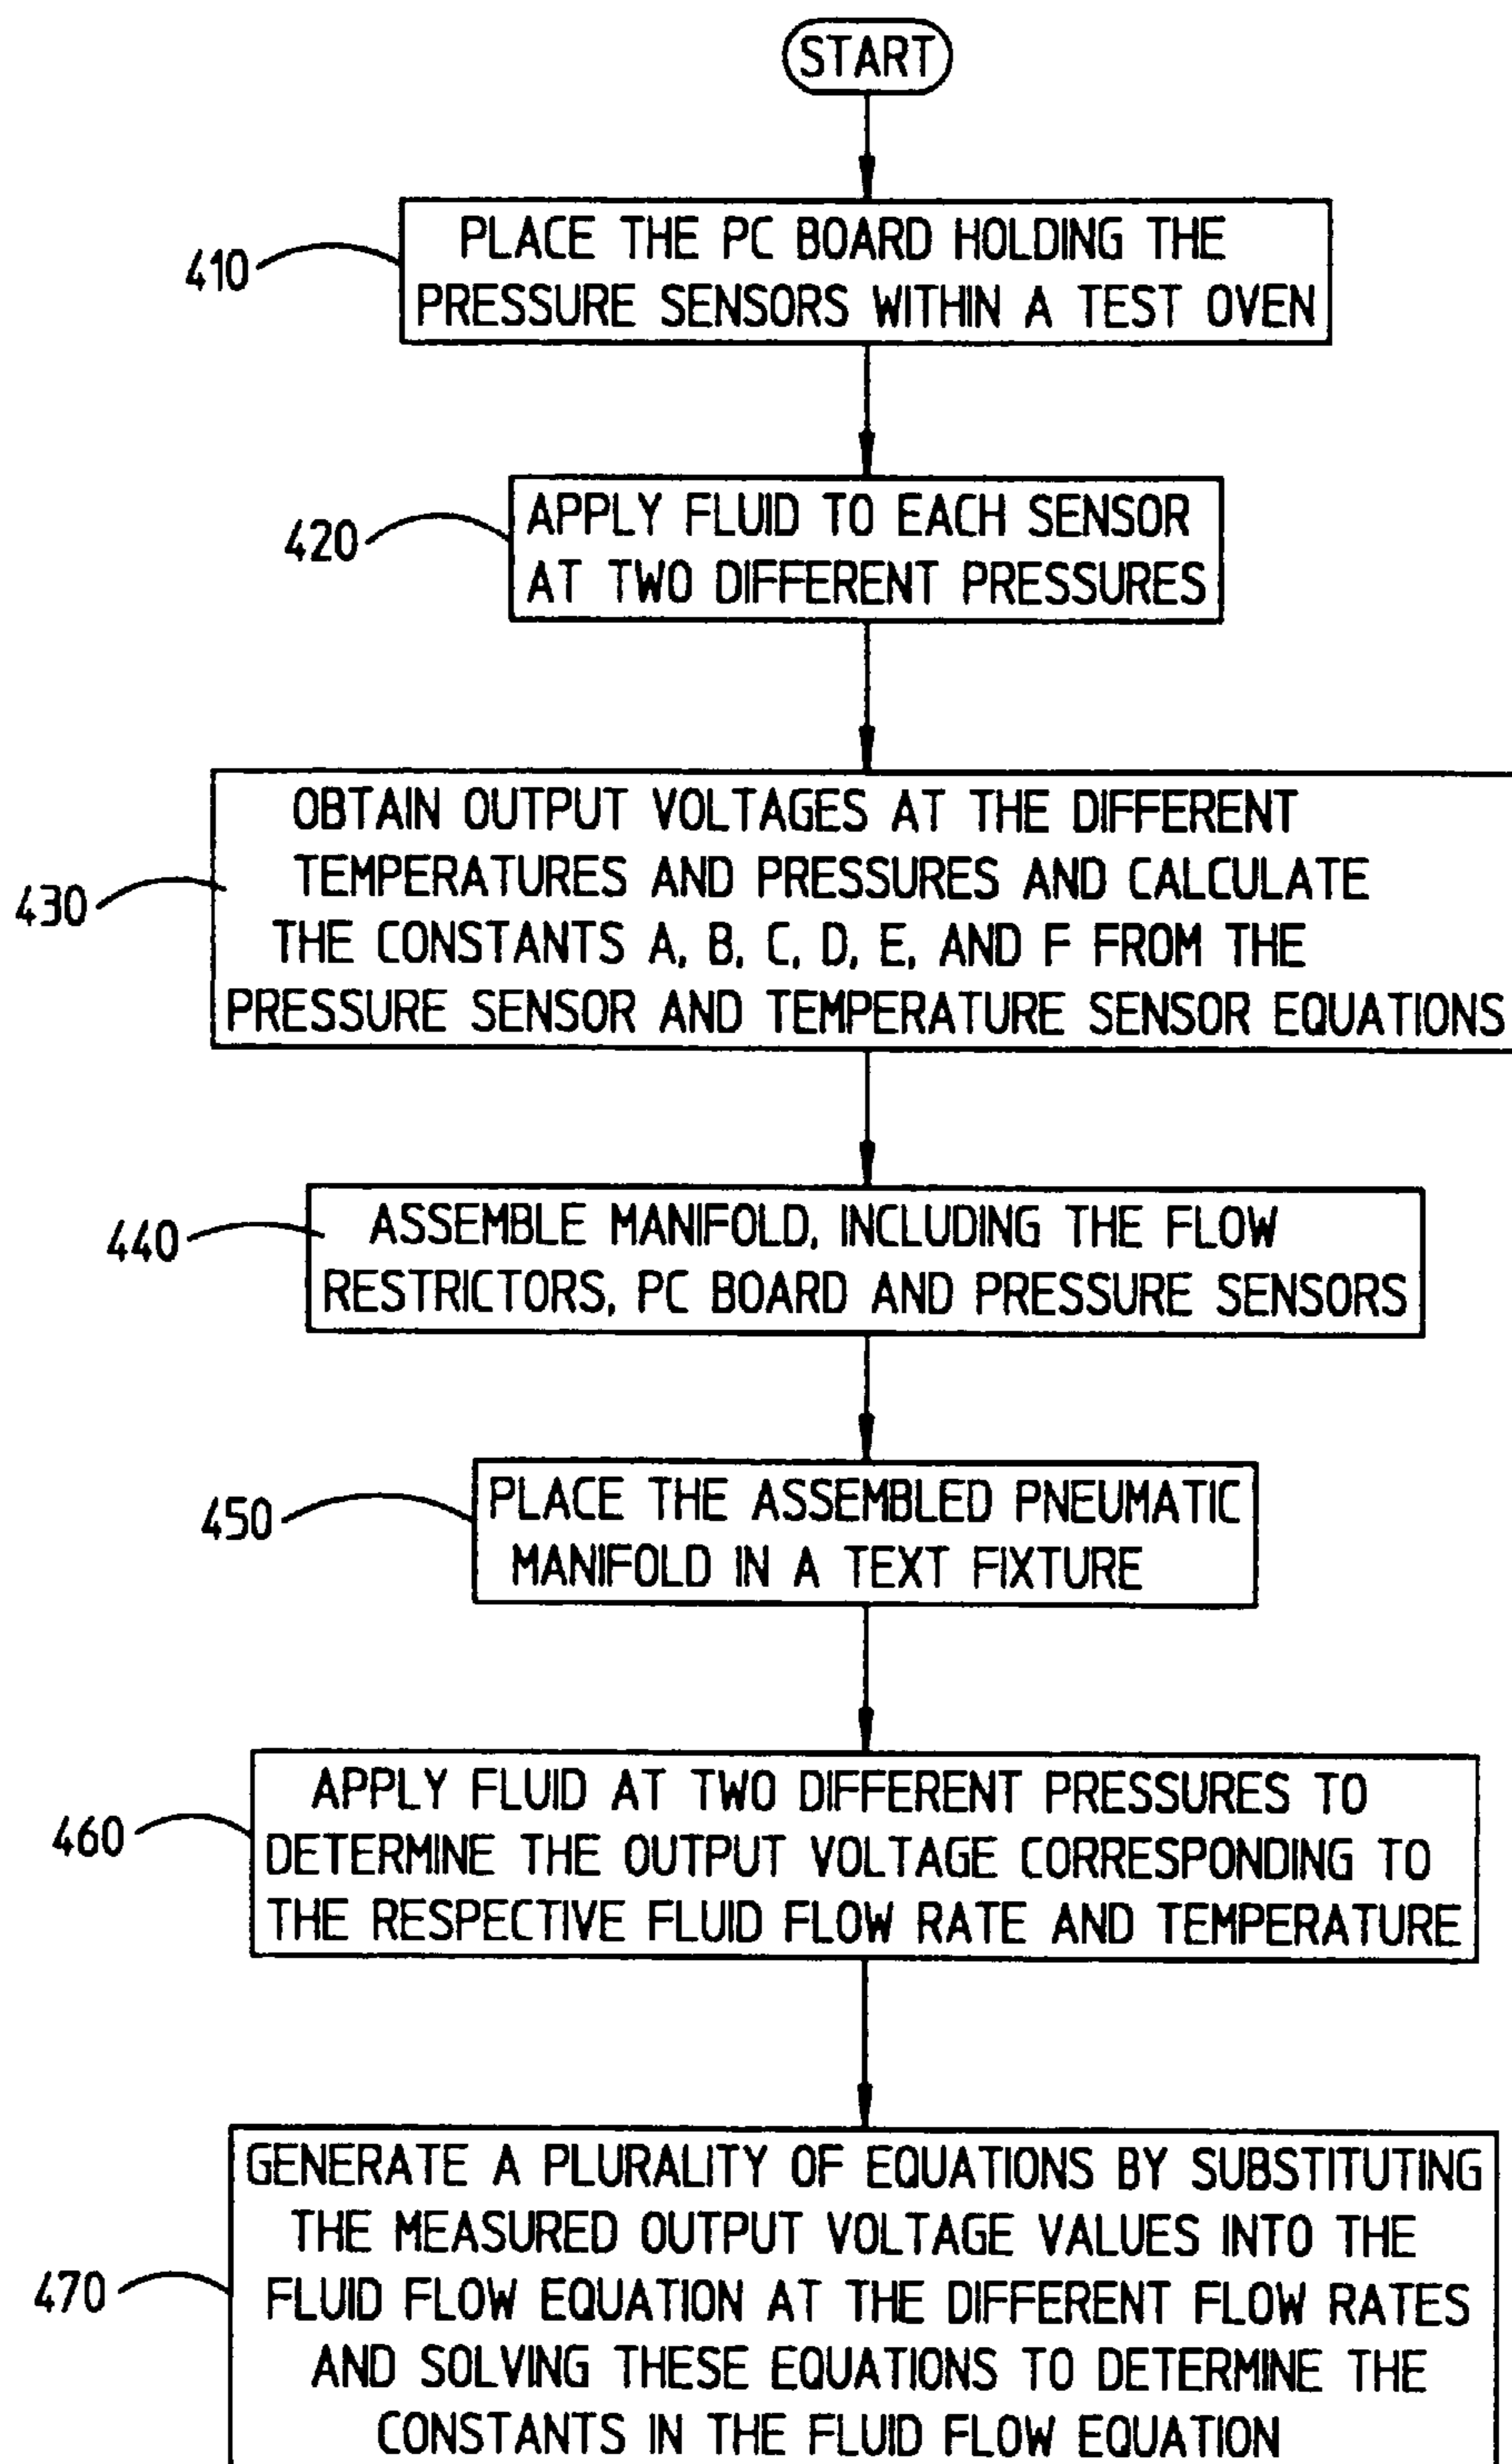 START
410
PLACE THE PC BOARD HOLDING THE
PRESSURE SENSORS WITHIN A TEST OVEN
420
APPLY FLUID TO EACH SENSOR
AT TWO DIFFERENT PRESSURES
430
OBTAIN OUTPUT VOLTAGES AT THE DIFFERENT
TEMPERATURES AND PRESSURES AND CALCULATE
THE CONSTANTS A, B, C, D, E, AND F FROM THE
PRESSURE SENSOR AND TEMPERATURE SENSOR EQUATIONS
440
ASSEMBLE MANIFOLD, INCLUDING THE FLOW
RESTRICTORS, PC BOARD AND PRESSURE SENSORS
450
PLACE THE ASSEMBLED PNEUMATIC
MANIFOLD IN A TEXT FIXTURE
460
APPLY FLUID AT TWO DIFFERENT PRESSURES TO
DETERMINE THE OUTPUT VOLTAGE CORRESPONDING TO
THE RESPECTIVE FLUID FLOW RATE AND TEMPERATURE
470
GENERATE A PLURALITY OF EQUATIONS BY SUBSTITUTING
THE MEASURED OUTPUT VOLTAGE VALUES INTO THE
FLUID FLOW EQUATION AT THE DIFFERENT FLOW RATES
AND SOLVING THESE EQUATIONS TO DETERMINE THE
CONSTANTS IN THE FLUID FLOW EQUATION